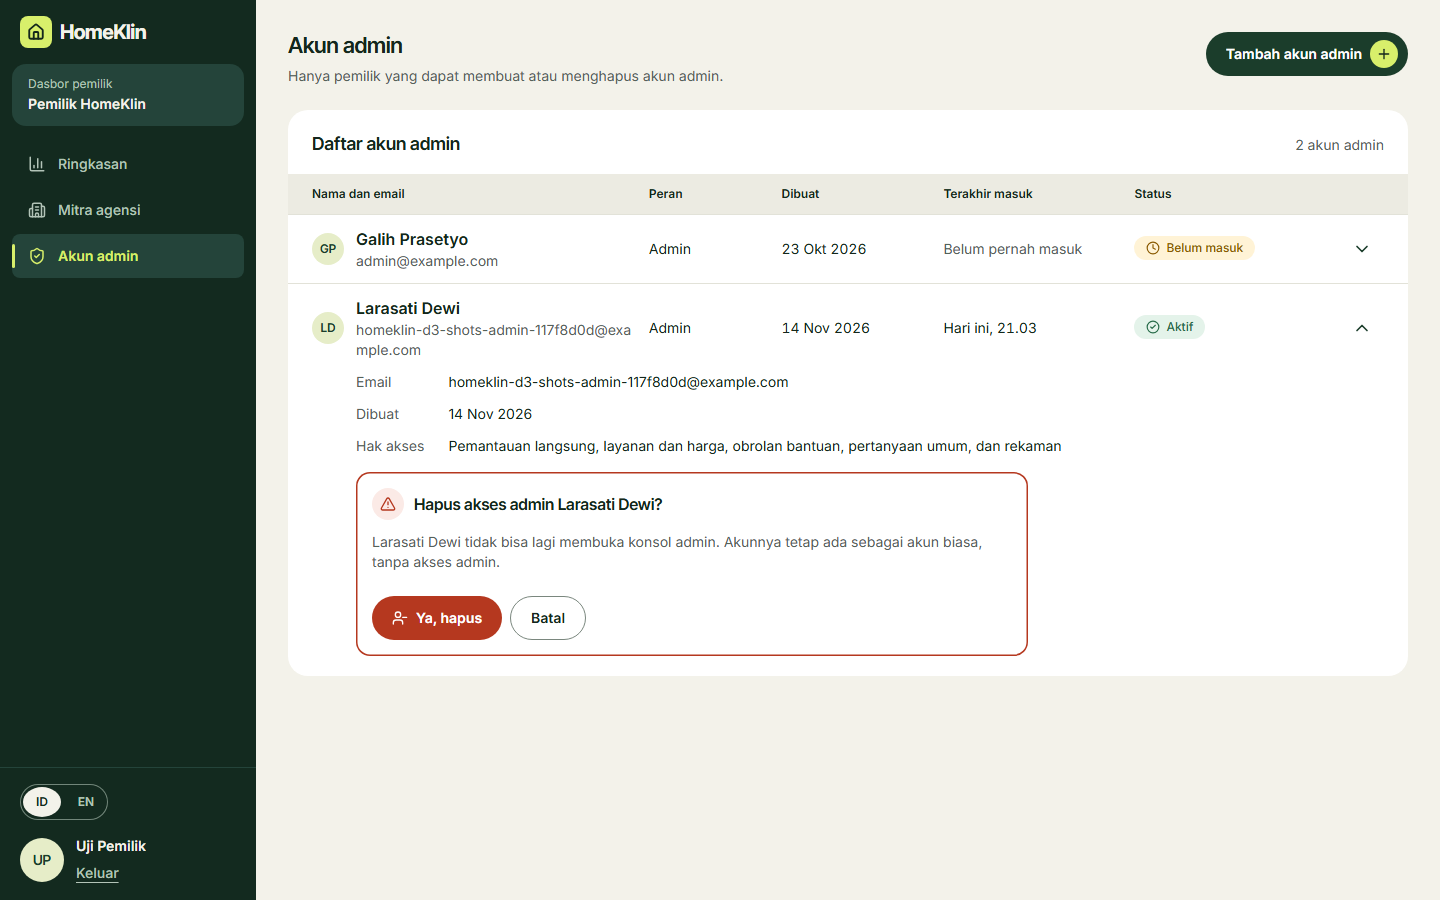 HomeKlin
Dasbor pemilik
Pemilik HomeKlin
Ringkasan
Mitra agensi
Akun admin
ID EN
UP
Uji Pemilik
Keluar
Akun admin
Hanya pemilik yang dapat membuat atau menghapus akun admin.
Tambah akun admin
Daftar akun admin
2 akun admin
Nama dan email Peran Dibuat Terakhir masuk Status
GP
Galih Prasetyo
admin@example.com
Admin 23 Okt 2026 Belum pernah masuk Belum masuk
LD
Larasati Dewi
homeklin-d3-shots-admin-117f8d0d@exa
mple.com
Admin 14 Nov 2026 Hari ini, 21.03 Aktif
Email homeklin-d3-shots-admin-117f8d0d@example.com
Dibuat 14 Nov 2026
Hak akses Pemantauan langsung, layanan dan harga, obrolan bantuan, pertanyaan umum, dan rekaman
Hapus akses admin Larasati Dewi?
Larasati Dewi tidak bisa lagi membuka konsol admin. Akunnya tetap ada sebagai akun biasa,
tanpa akses admin.
Ya, hapus
Batal